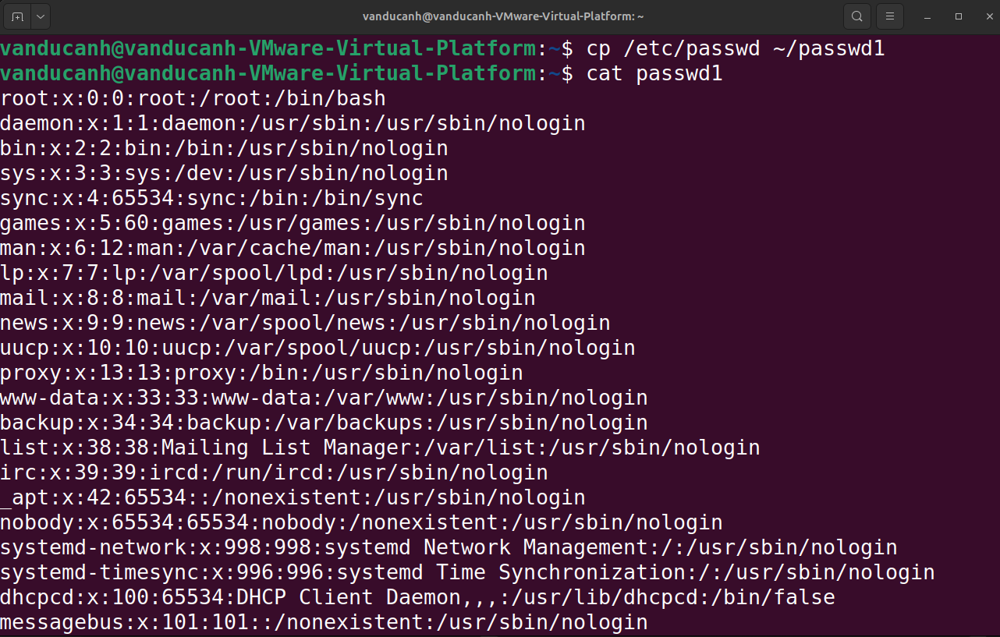 vanducanh@vanducanh-VMware-Virtual-Platform: ~
vanducanh@vanducanh-VMware-Virtual-Platform:~$ cp /etc/passwd ~/passwd1
vanducanh@vanducanh-VMware-Virtual-Platform:~$ cat passwd1
root:x:0:0:root:/root:/bin/bash
daemon:x:1:1:daemon:/usr/sbin:/usr/sbin/nologin
bin:x:2:2:bin:/bin:/usr/sbin/nologin
sys:x:3:3:sys:/dev:/usr/sbin/nologin
sync:x:4:65534:sync:/bin:/bin/sync
games:x:5:60:games:/usr/games:/usr/sbin/nologin
man:x:6:12:man:/var/cache/man:/usr/sbin/nologin
lp:x:7:7:lp:/var/spool/lpd:/usr/sbin/nologin
mail:x:8:8:mail:/var/mail:/usr/sbin/nologin
news:x:9:9:news:/var/spool/news:/usr/sbin/nologin
uucp:x:10:10:uucp:/var/spool/uucp:/usr/sbin/nologin
proxy:x:13:13:proxy:/bin:/usr/sbin/nologin
www-data:x:33:33:www-data:/var/www:/usr/sbin/nologin
backup:x:34:34:backup:/var/backups:/usr/sbin/nologin
list:x:38:38:Mailing List Manager:/var/list:/usr/sbin/nologin
irc:x:39:39:ircd:/run/ircd:/usr/sbin/nologin
_apt:x:42:65534::/nonexistent:/usr/sbin/nologin
nobody:x:65534:65534:nobody:/nonexistent:/usr/sbin/nologin
systemd-network:x:998:998:systemd Network Management:/:/usr/sbin/nologin
systemd-timesync:x:996:996:systemd Time Synchronization:/:/usr/sbin/nologin
dhcpcd:x:100:65534:DHCP Client Daemon,,,:/usr/lib/dhcpcd:/bin/false
messagebus:x:101:101::/nonexistent:/usr/sbin/nologin